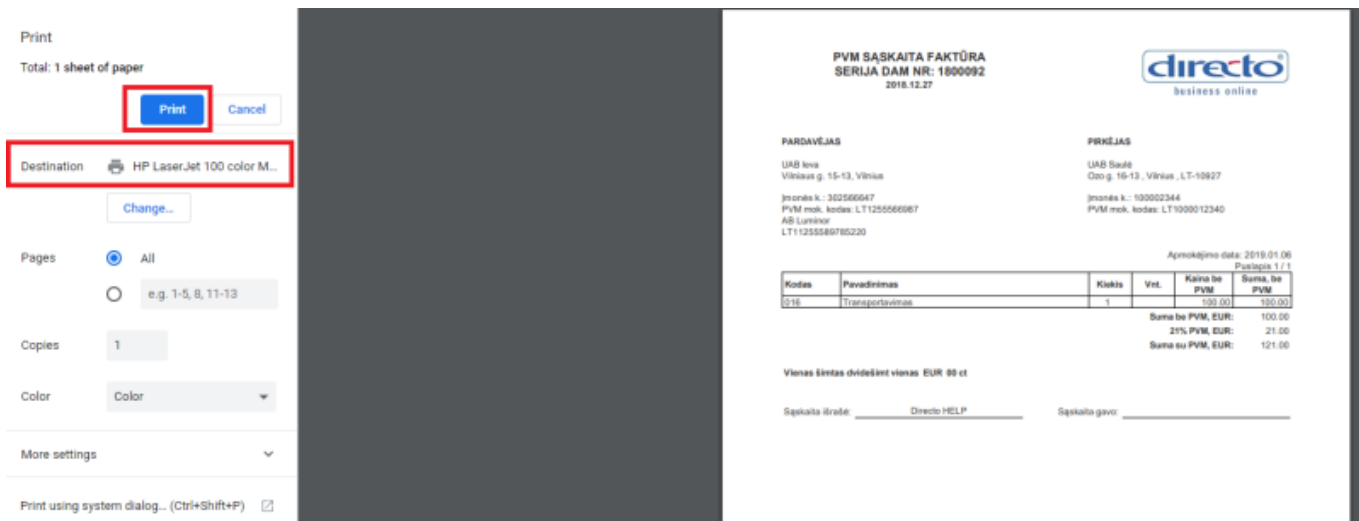 Print
Total: 1 sheet of paper
Print Cancel
Destination HP LaserJet 100 color M...
Change...
Pages All
e.g. 1-5, 8, 11-13
Copies 1
Color Color
More settings
Print using system dialog... (Ctrl+Shift+P)
PVM SĄSKAITA FAKTŪRA
SERIJA DAM NR: 1800092
2018.12.27
directo
business online
PARDAVĖJAS
UAB Ieva
Vilniaus g. 15-13, Vilnius
Įmonės k.: 302566647
PVM mok. kodas: LT1255566987
AB Luminor
LT11255589785220
PIRKĖJAS
UAB Saulė
Ozo g. 16-13 , Vilnius , LT-10927
Įmonės k.: 100002344
PVM mok. kodas: LT1000012340
Apmokėjimo data: 2019.01.06
Puslapis 1 / 1
Kodas Pavadinimas Kiekis Vnt. Kaina be PVM Suma, be PVM
016 Transportavimas 1 100.00 100.00
Suma be PVM, EUR: 100.00
21% PVM, EUR: 21.00
Suma su PVM, EUR: 121.00
Vienas šimtas dvidešimt vienas EUR 00 ct
Sąskaita išrašė: Directo HELP Sąskaita gavo: